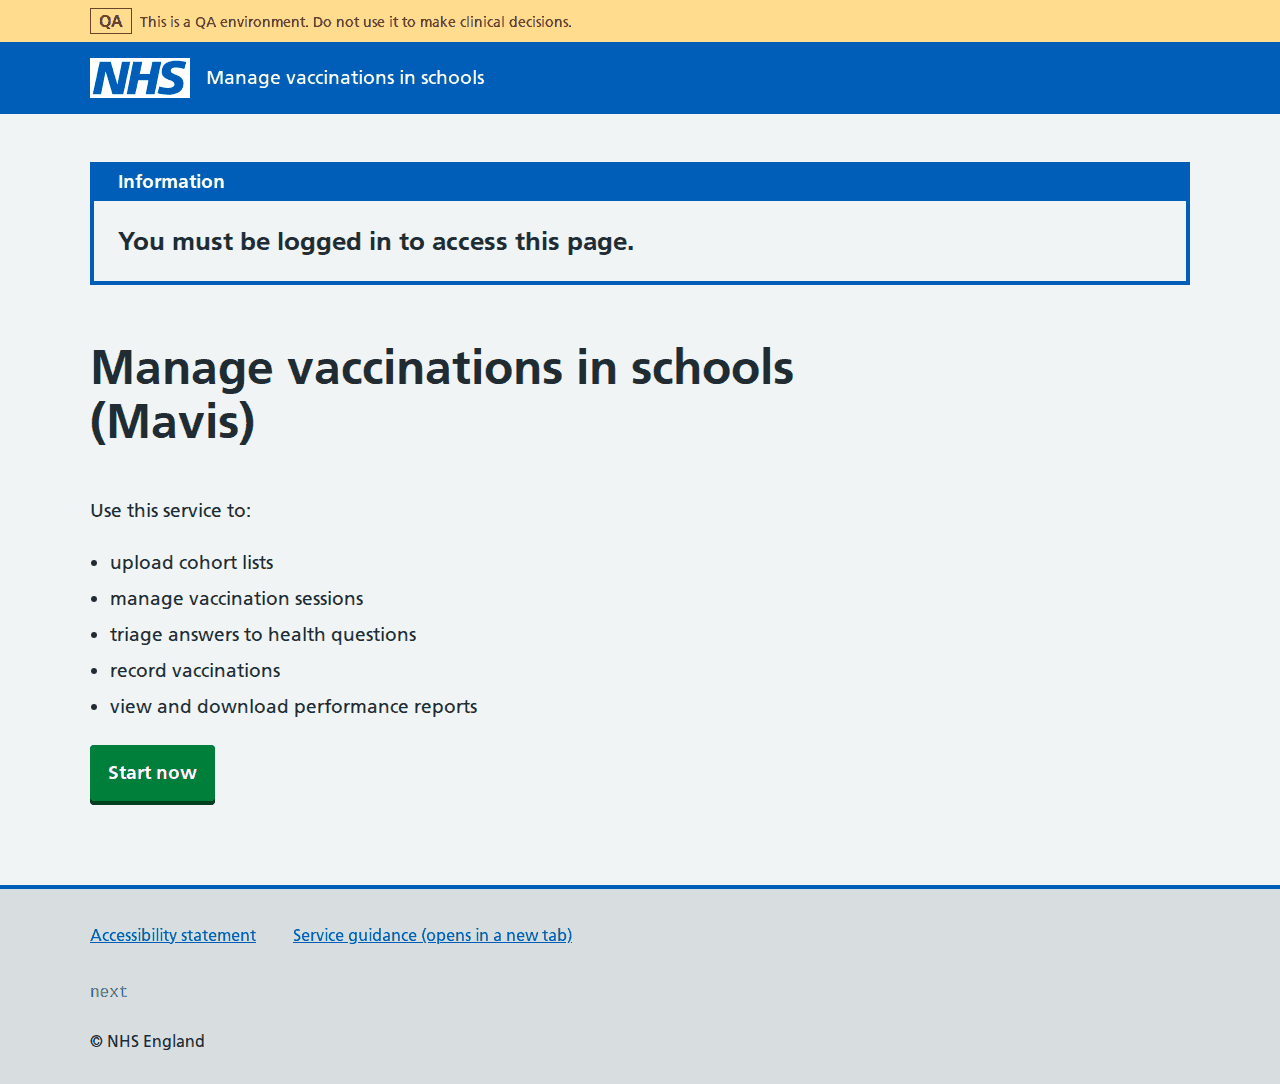 QA This is a QA environment. Do not use it to make clinical decisions.
NHS Manage vaccinations in schools
Information
You must be logged in to access this page.
Manage vaccinations in schools
(Mavis)
Use this service to:
• upload cohort lists
• manage vaccination sessions
• triage answers to health questions
• record vaccinations
• view and download performance reports
Start now
Accessibility statement Service guidance (opens in a new tab)
next
© NHS England